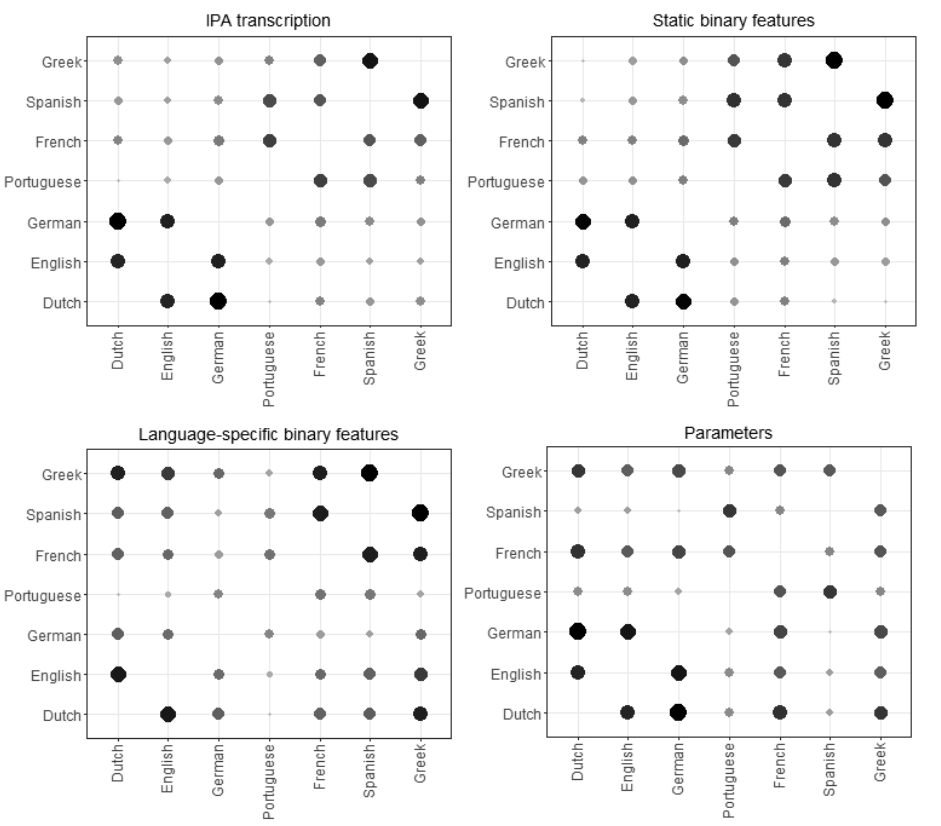 IPA transcription
Greek
Spanish
French
Portuguese
German
English
Dutch
Dutch
English
German
Portuguese
French
Spanish
Greek
Static binary features
Greek
Spanish
French
Portuguese
German
English
Dutch
Dutch
English
German
Portuguese
French
Spanish
Greek
Language-specific binary features
Greek
Spanish
French
Portuguese
German
English
Dutch
Dutch
English
German
Portuguese
French
Spanish
Greek
Parameters
Greek
Spanish
French
Portuguese
German
English
Dutch
Dutch
English
German
Portuguese
French
Spanish
Greek